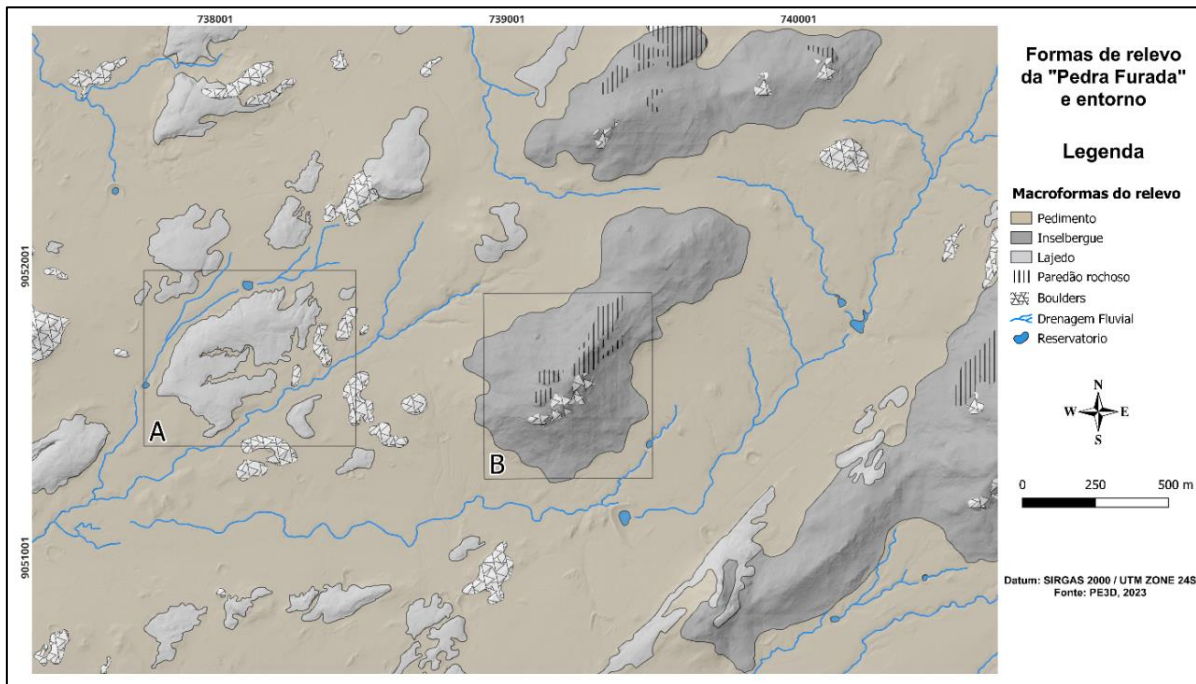 738001
739001
740001
9052001
9051001
A
B
Formas de relevo
da "Pedra Furada"
e entorno
Legenda
Macroformas do relevo
Pedimento
Inselbergue
Lajedo
Paredão rochoso
Boulders
Drenagem Fluvial
Reservatorio
N
W E
S
0 250 500 m
Datum: SIRGAS 2000 / UTM ZONE 24S
Fonte: PE3D, 2023